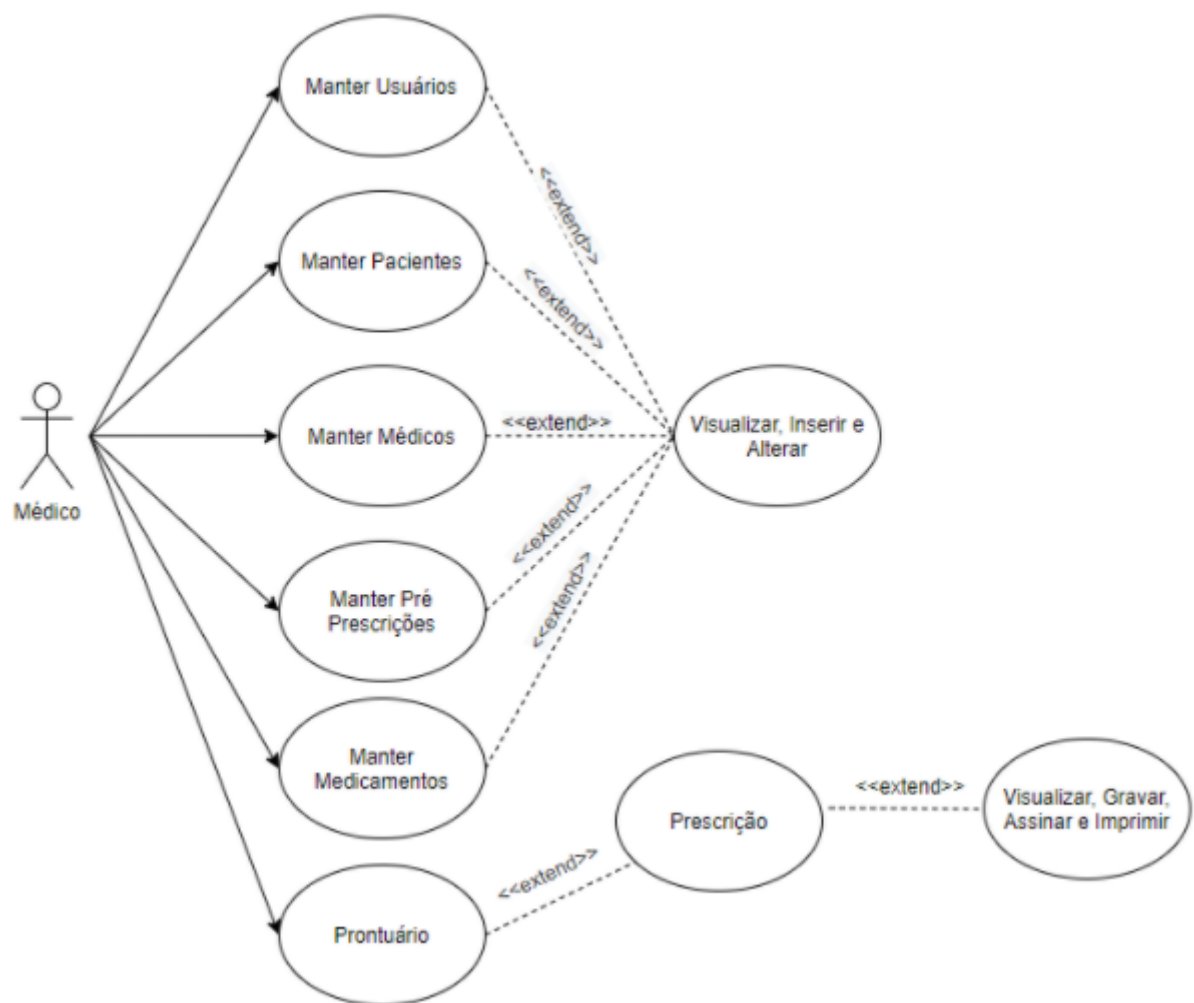 Manter Usuários
<<extend>>
Manter Pacientes
<<extend>>
Médico
Manter Médicos
<<extend>>
Visualizar, Inserir e
Alterar
Manter Pré
Prescrições
<<extend>>
<<extend>>
Manter
Medicamentos
Prescrição
<<extend>>
Visualizar, Gravar,
Assinar e Imprimir
Prontuário
<<extend>>